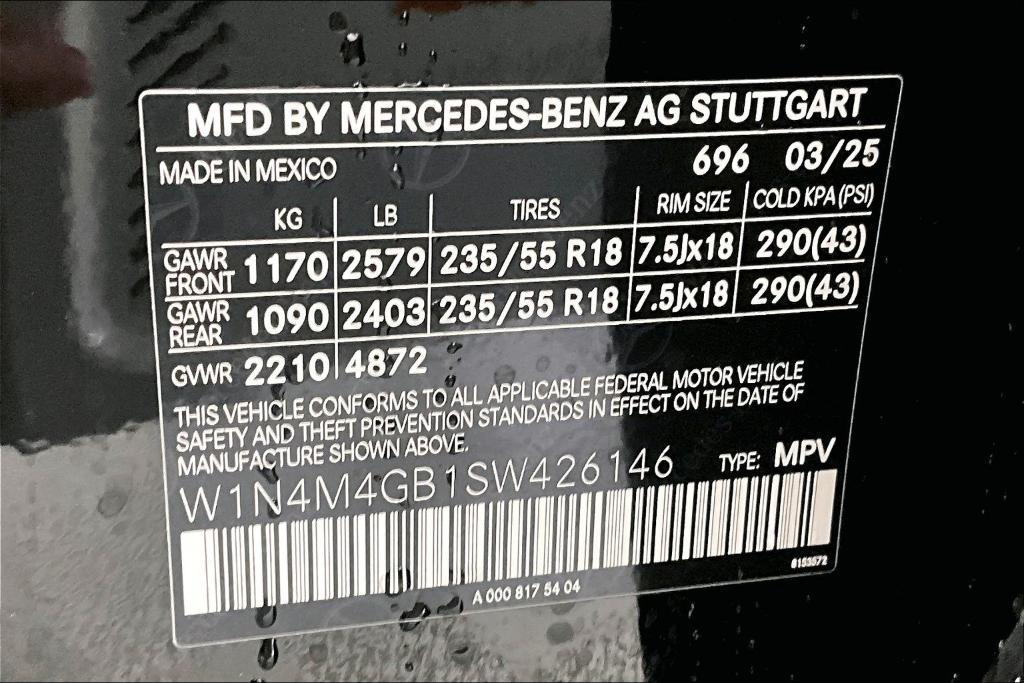 MFD BY MERCEDES-BENZ AG STUTTGART
MADE IN MEXICO 696 03/25
KG LB TIRES RIM SIZE COLD KPA (PSI)
GAWR FRONT 1170 2579 235/55 R18 7.5Jx18 290(43)
GAWR REAR 1090 2403 235/55 R18 7.5Jx18 290(43)
GVWR 2210 4872
THIS VEHICLE CONFORMS TO ALL APPLICABLE FEDERAL MOTOR VEHICLE
SAFETY AND THEFT PREVENTION STANDARDS IN EFFECT ON THE DATE OF
MANUFACTURE SHOWN ABOVE.
W1N4M4GB1SW426146 TYPE: MPV
6153572
A 000 817 54 04